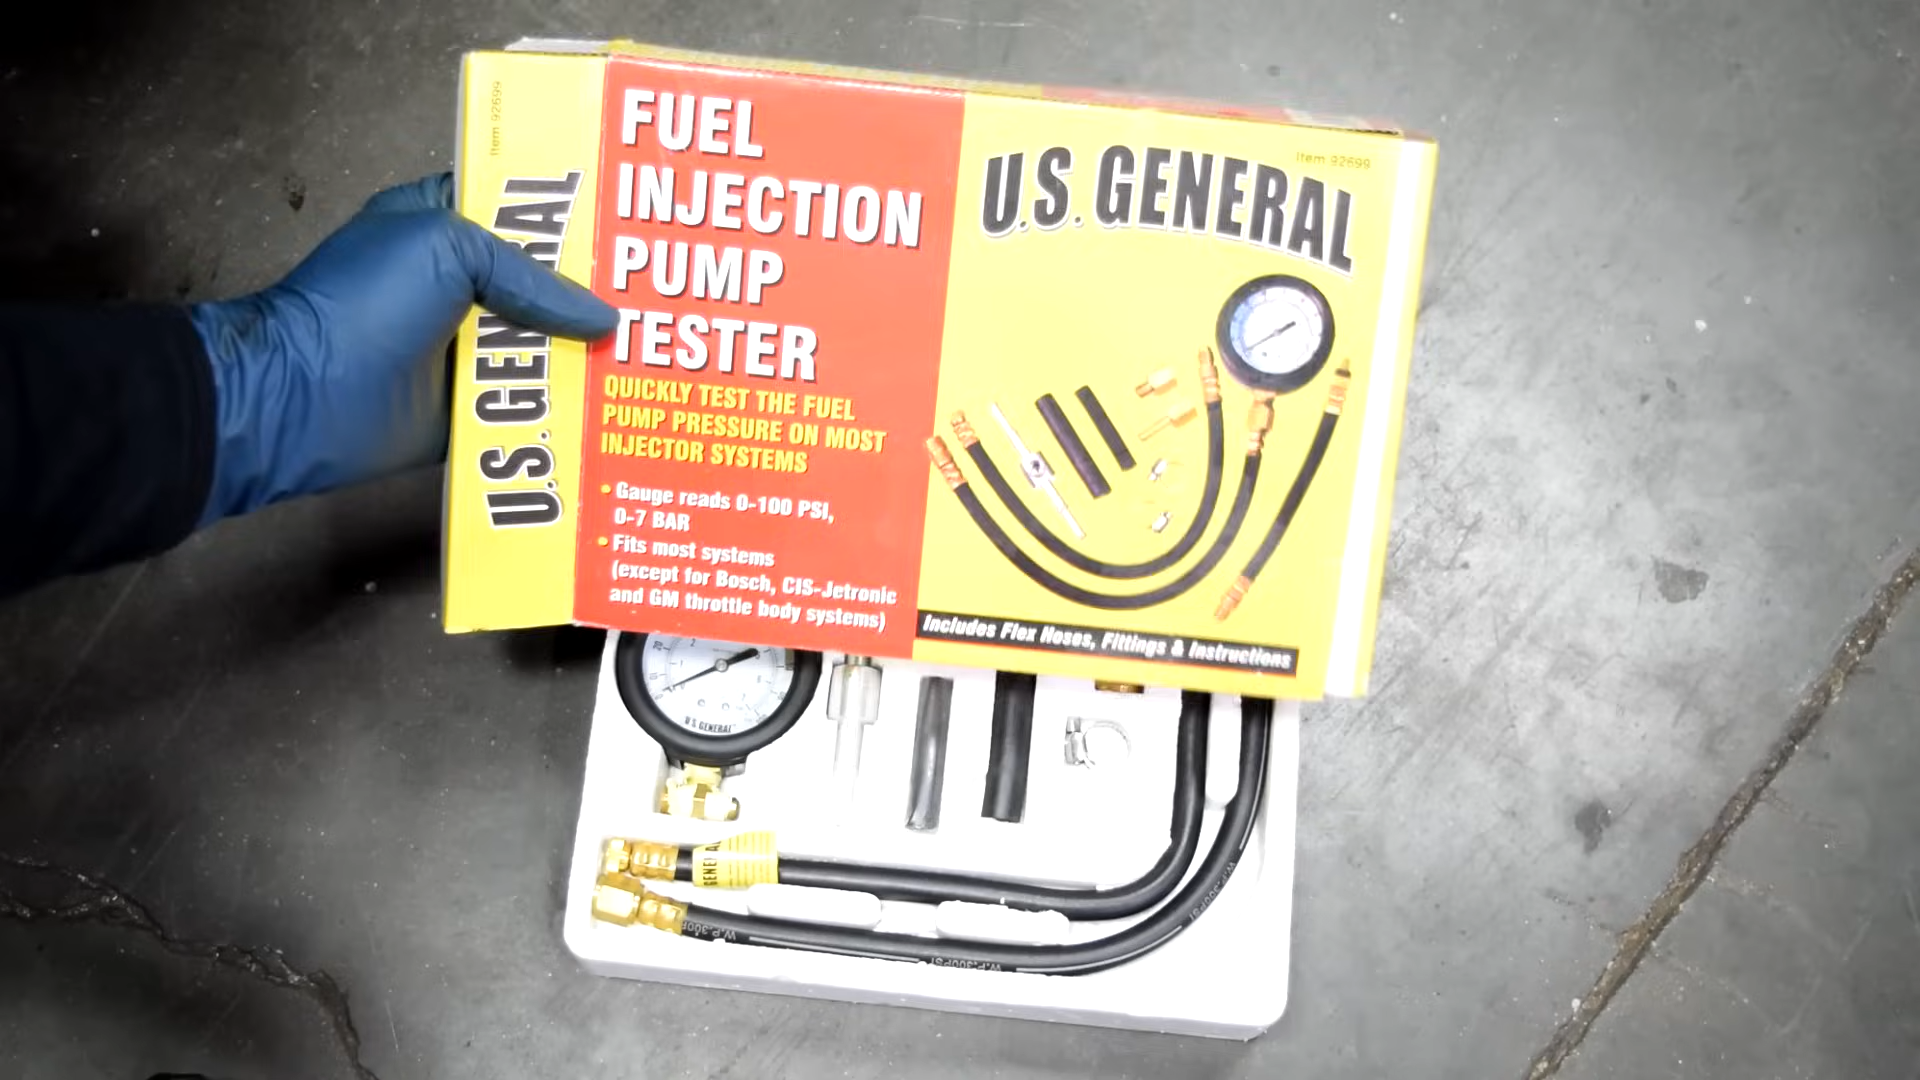 Item 92699
U.S. GENERAL
FUEL
INJECTION
PUMP
TESTER
QUICKLY TEST THE FUEL
PUMP PRESSURE ON MOST
INJECTOR SYSTEMS
• Gauge reads 0-100 PSI,
0-7 BAR
• Fits most systems
(except for Bosch, CIS-Jetronic
and GM throttle body systems)
Item 92699
U.S. GENERAL
Includes Flex Hoses, Fittings & Instructions
U.S. GENERAL
W.P.300PSI
W.P.300PSI